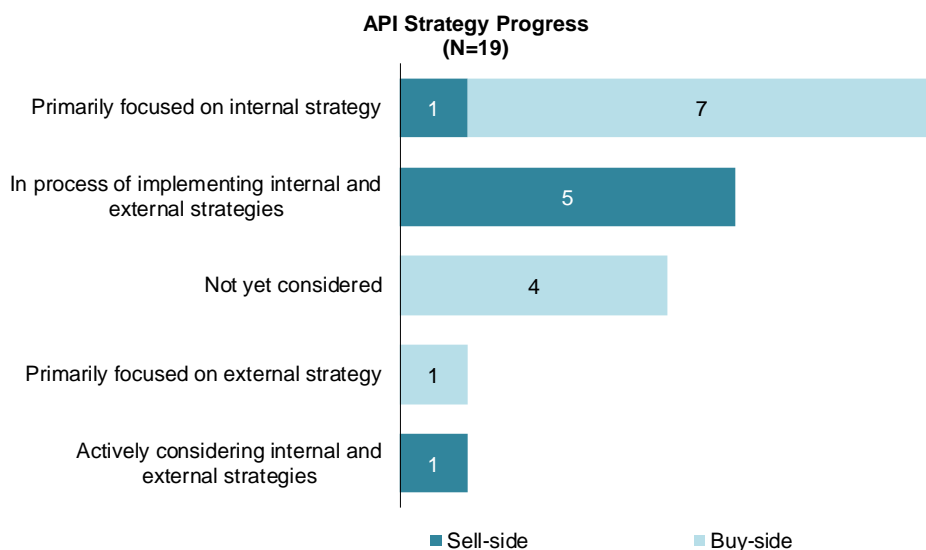 API Strategy Progress
(N=19)
Primarily focused on internal strategy
1
7
In process of implementing internal and
external strategies
5
Not yet considered
4
Primarily focused on external strategy
1
Actively considering internal and
external strategies
1
Sell-side
Buy-side